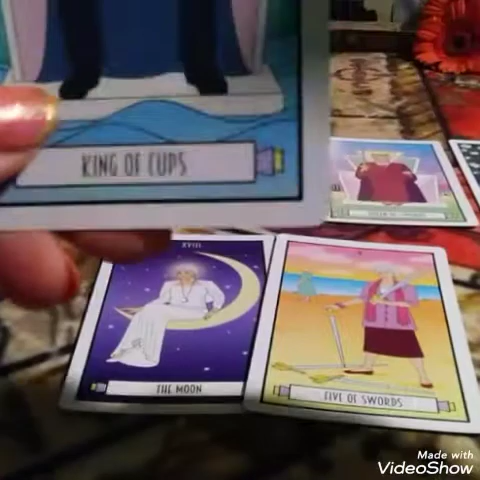 KING OF CUPS
XVIII
THE MOON
FIVE OF SWORDS
Made with
VideoShow